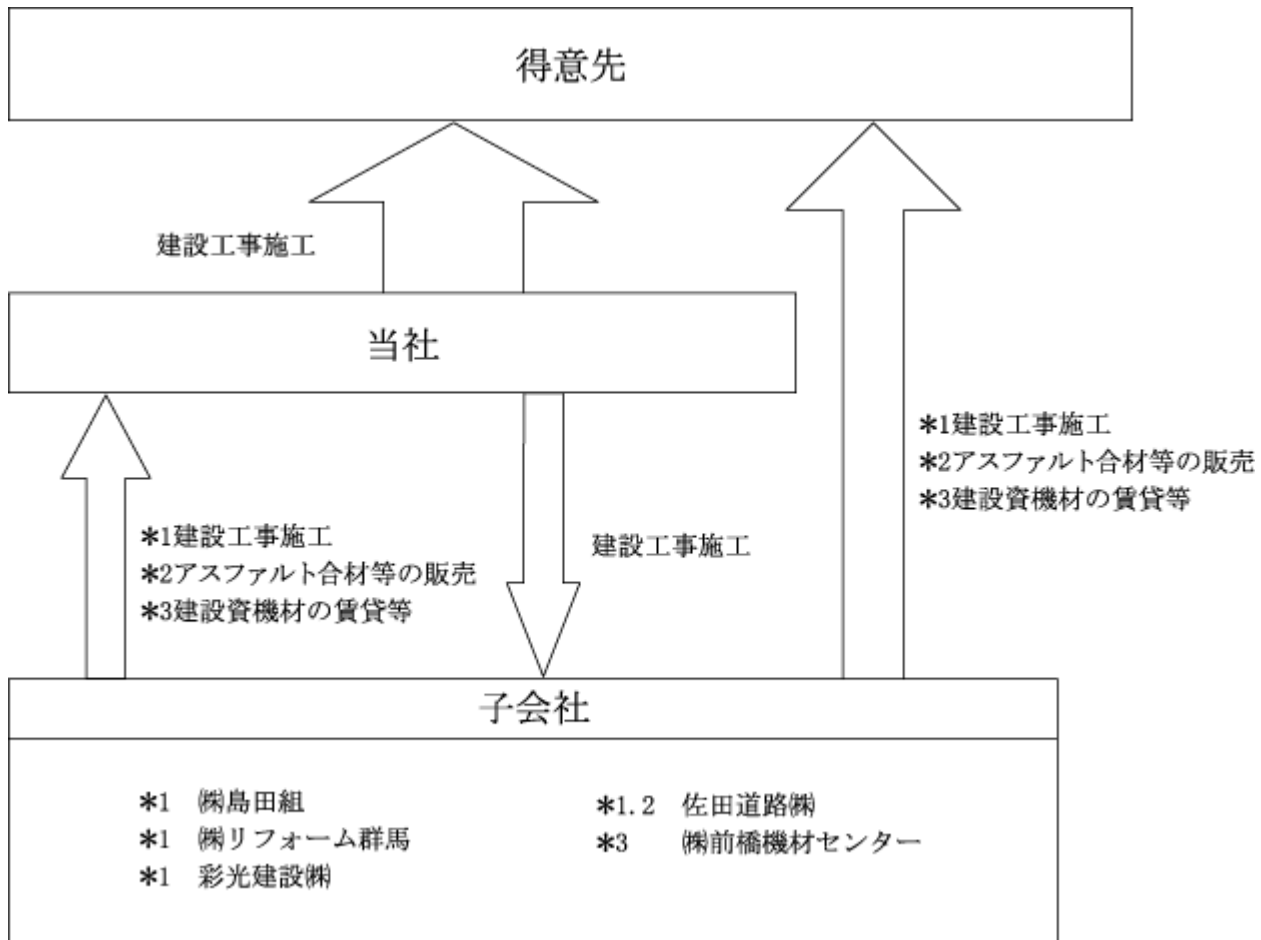 得意先
建設工事施工
当社
*1建設工事施工
*2アスファルト合材等の販売
*3建設資機材の賃貸等
*1建設工事施工
*2アスファルト合材等の販売
*3建設資機材の賃貸等
建設工事施工
子会社
*1 ㈱島田組
*1 ㈱リフォーム群馬
*1 彩光建設㈱
*1.2 佐田道路㈱
*3 ㈱前橋機材センター